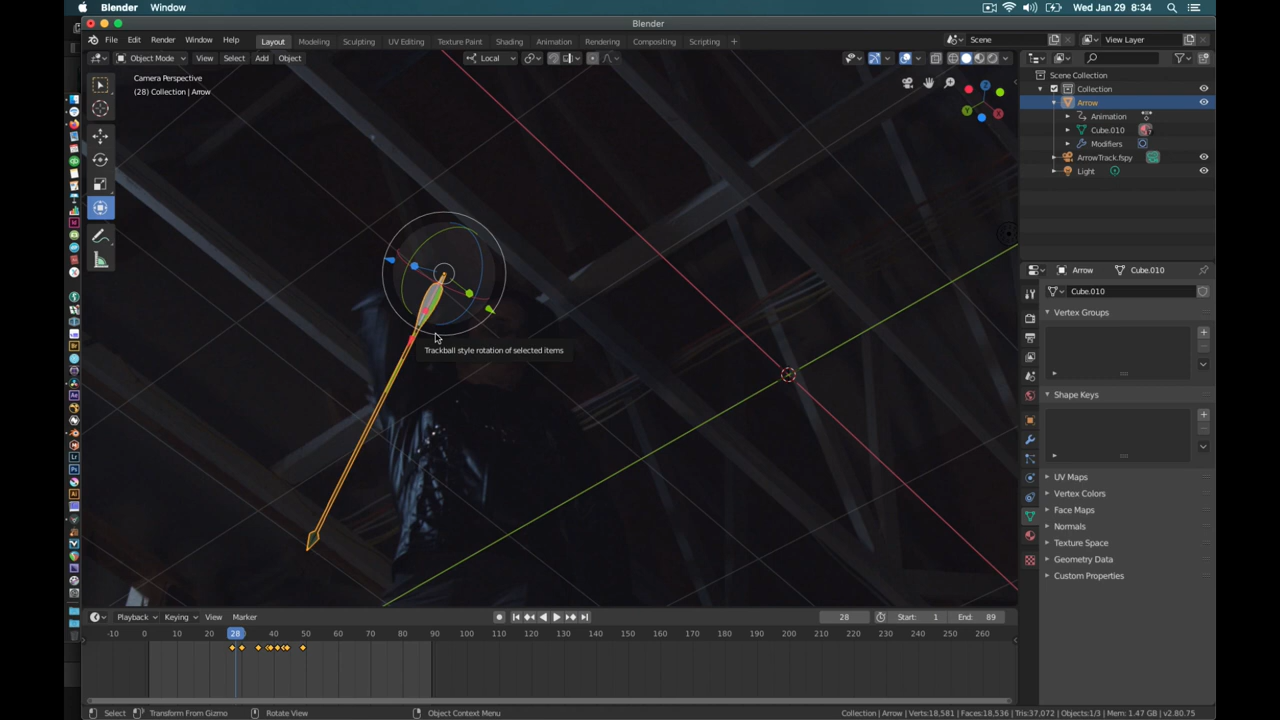 Blender Window Wed Jan 29 8:34
Blender
File Edit Render Window Help Layout Modeling Sculpting UV Editing Texture Paint Shading Animation Rendering Compositing Scripting + Scene View Layer
Object Mode View Select Add Object Local
Camera Perspective
(28) Collection | Arrow
Z
Y
X
Scene Collection
Collection
Arrow
Animation
Cube.010
Modifiers
ArrowTrack.fspy
Light
Arrow Cube.010
Cube.010
Vertex Groups
Shape Keys
UV Maps
Vertex Colors
Face Maps
Normals
Texture Space
Geometry Data
Custom Properties
Trackball style rotation of selected items
Playback Keying View Marker 28 Start: 1 End: 89
-10 0 10 20 28 40 50 60 70 80 90 100 110 120 130 140 150 160 170 180 190 200 210 220 230 240 250 260
Select Transform From Gizmo Rotate View Object Context Menu Collection | Arrow | Verts:18,581 | Faces:18,536 | Tris:37,072 | Objects:1/3 | Mem: 1.47 GB | v2.80.75